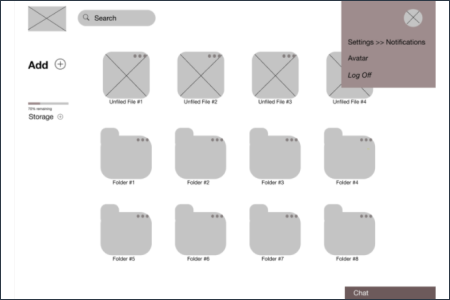 Search
Settings >> Notifications
Add
Avatar
Log Off
Unfiled File #1
Unfiled File #2
Unfiled File #3
Unfiled File #4
70% remaining
Storage
Folder #1
Folder #2
Folder #3
Folder #4
Folder #5
Folder #6
Folder #7
Folder #8
Chat